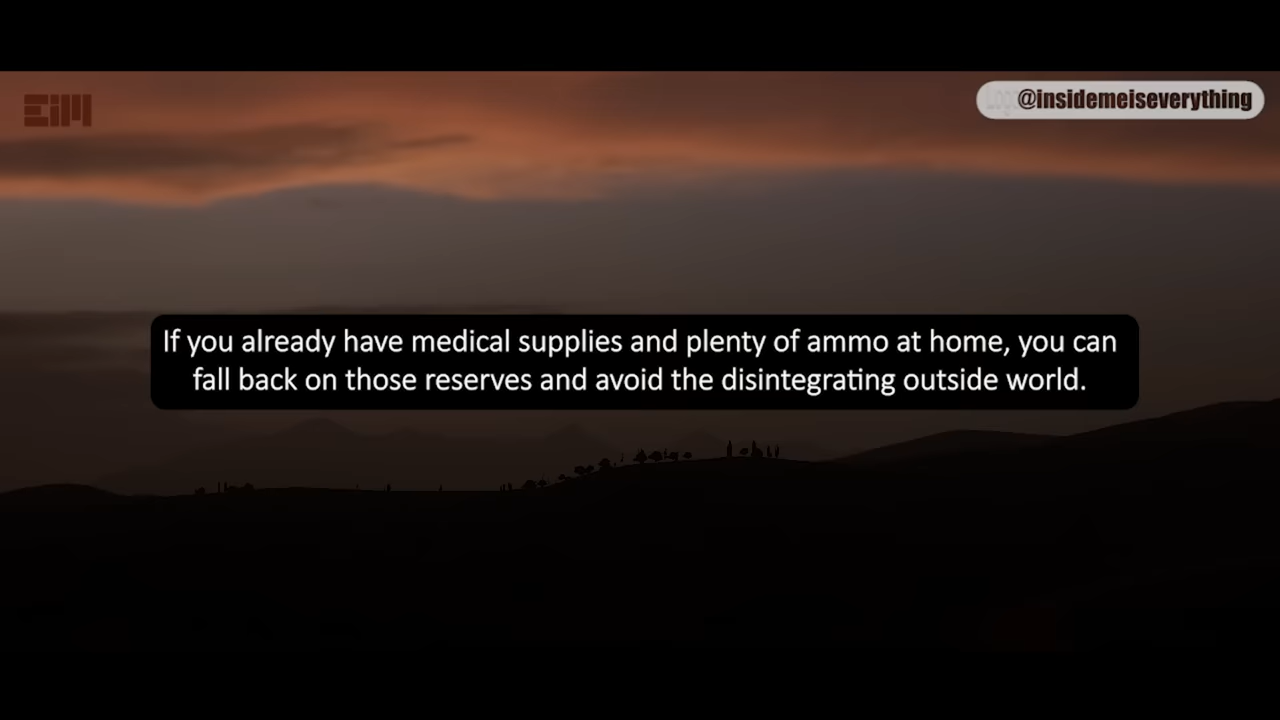 EiM
@insidemeiseverything
If you already have medical supplies and plenty of ammo at home, you can
fall back on those reserves and avoid the disintegrating outside world.